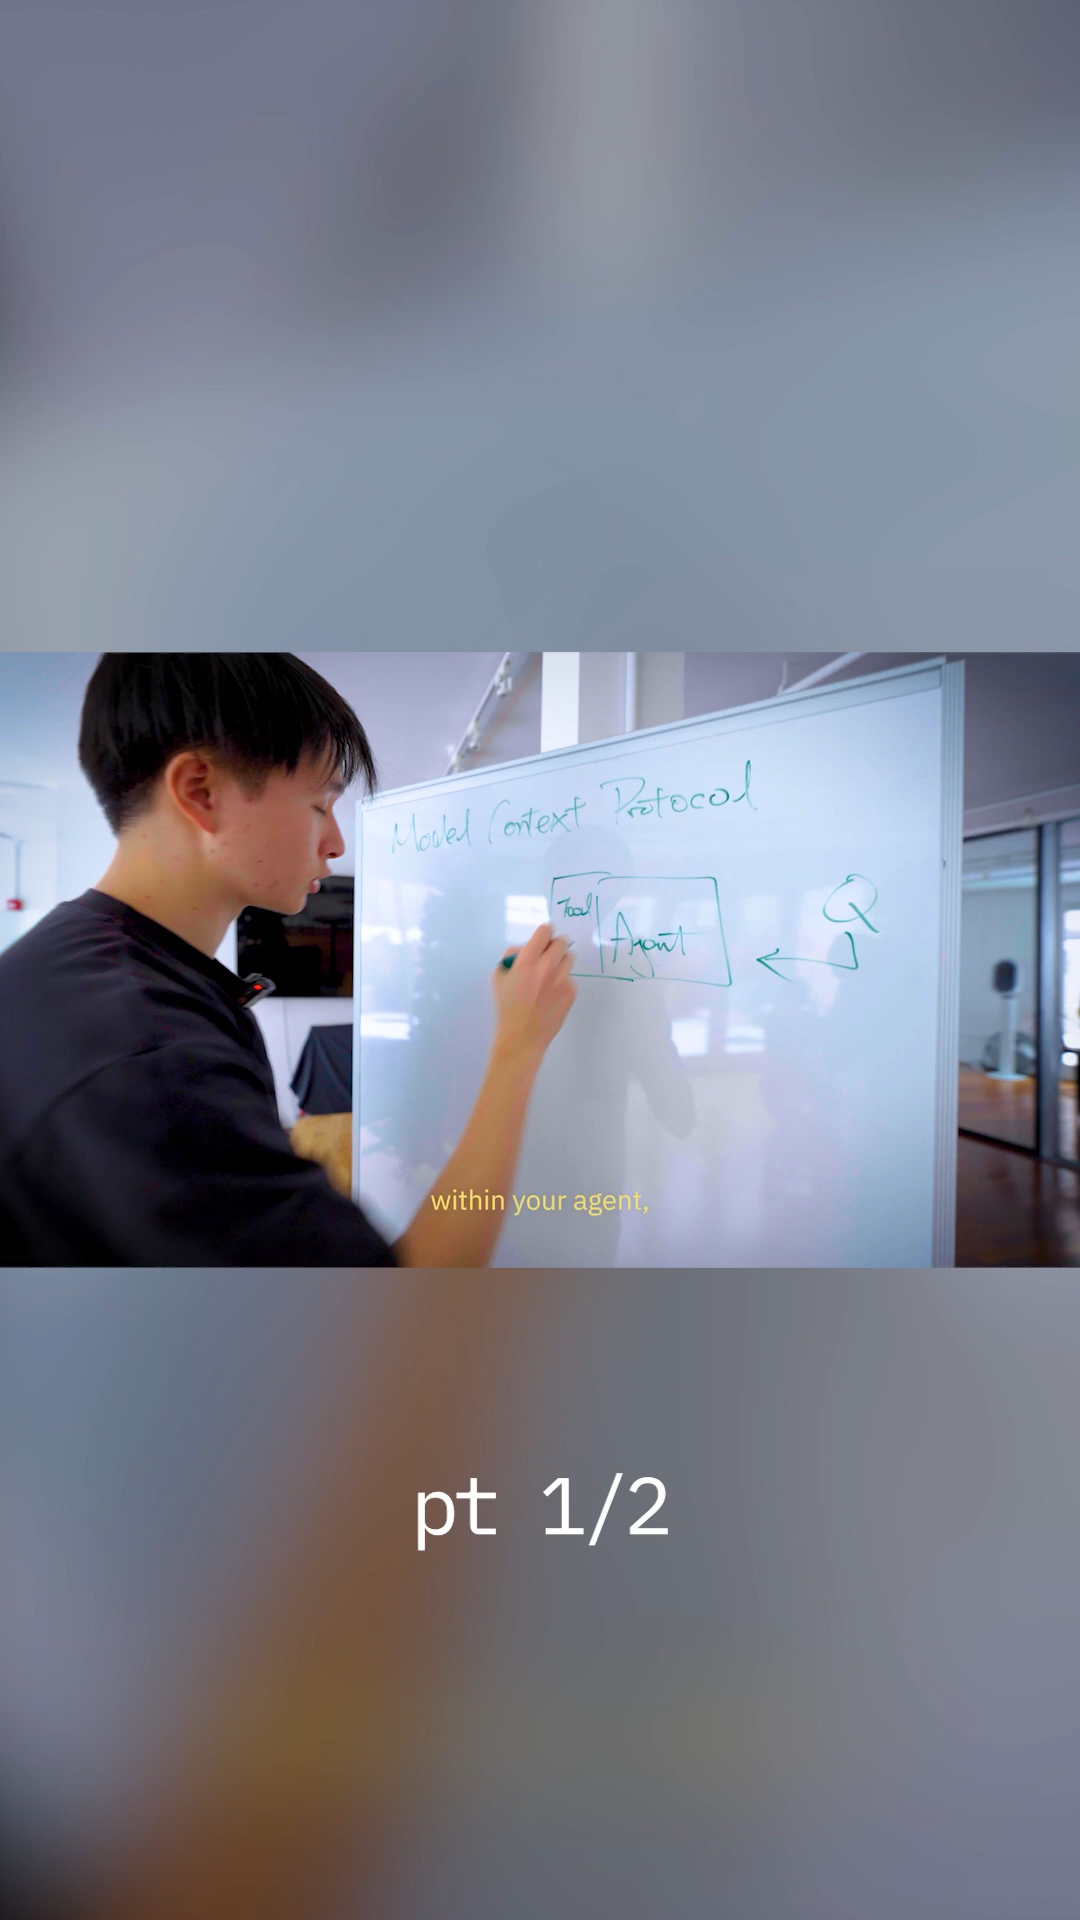 Model Context Protocol
Tool
Agent
Q
within your agent,
pt 1/2